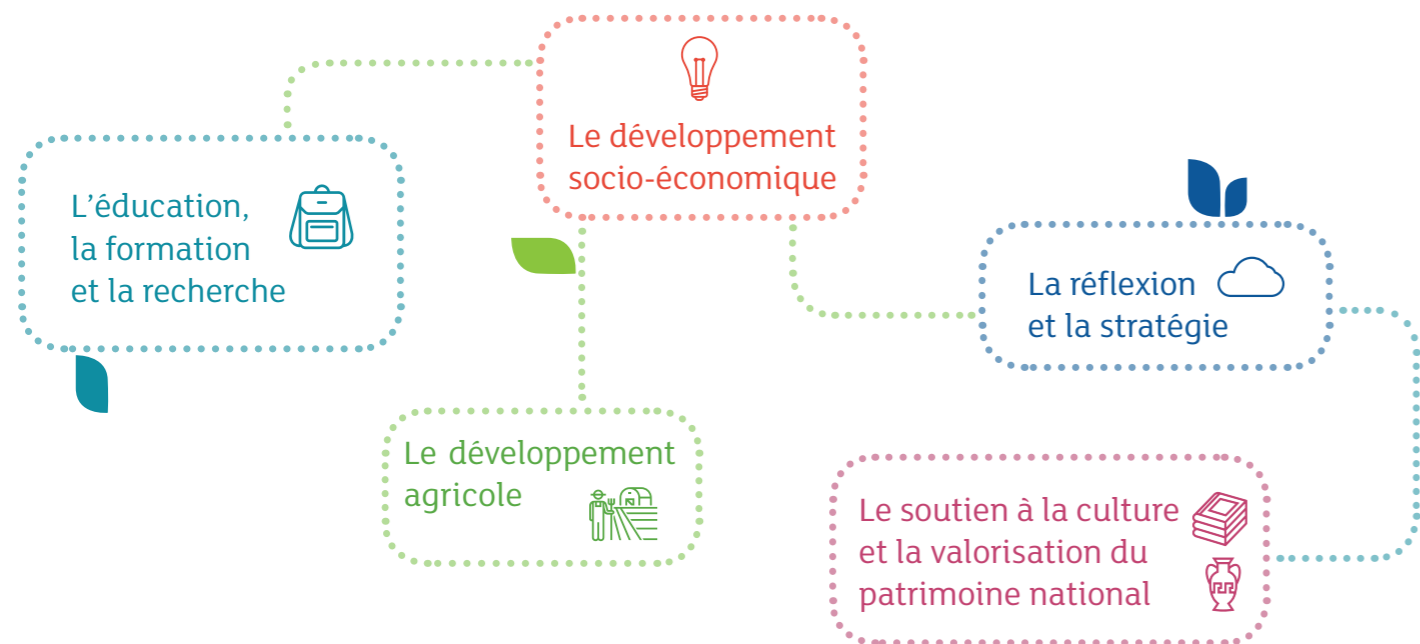 Le développement
socio-économique
L’éducation,
la formation
et la recherche
La réflexion
et la stratégie
Le développement
agricole
Le soutien à la culture
et la valorisation du
patrimoine national